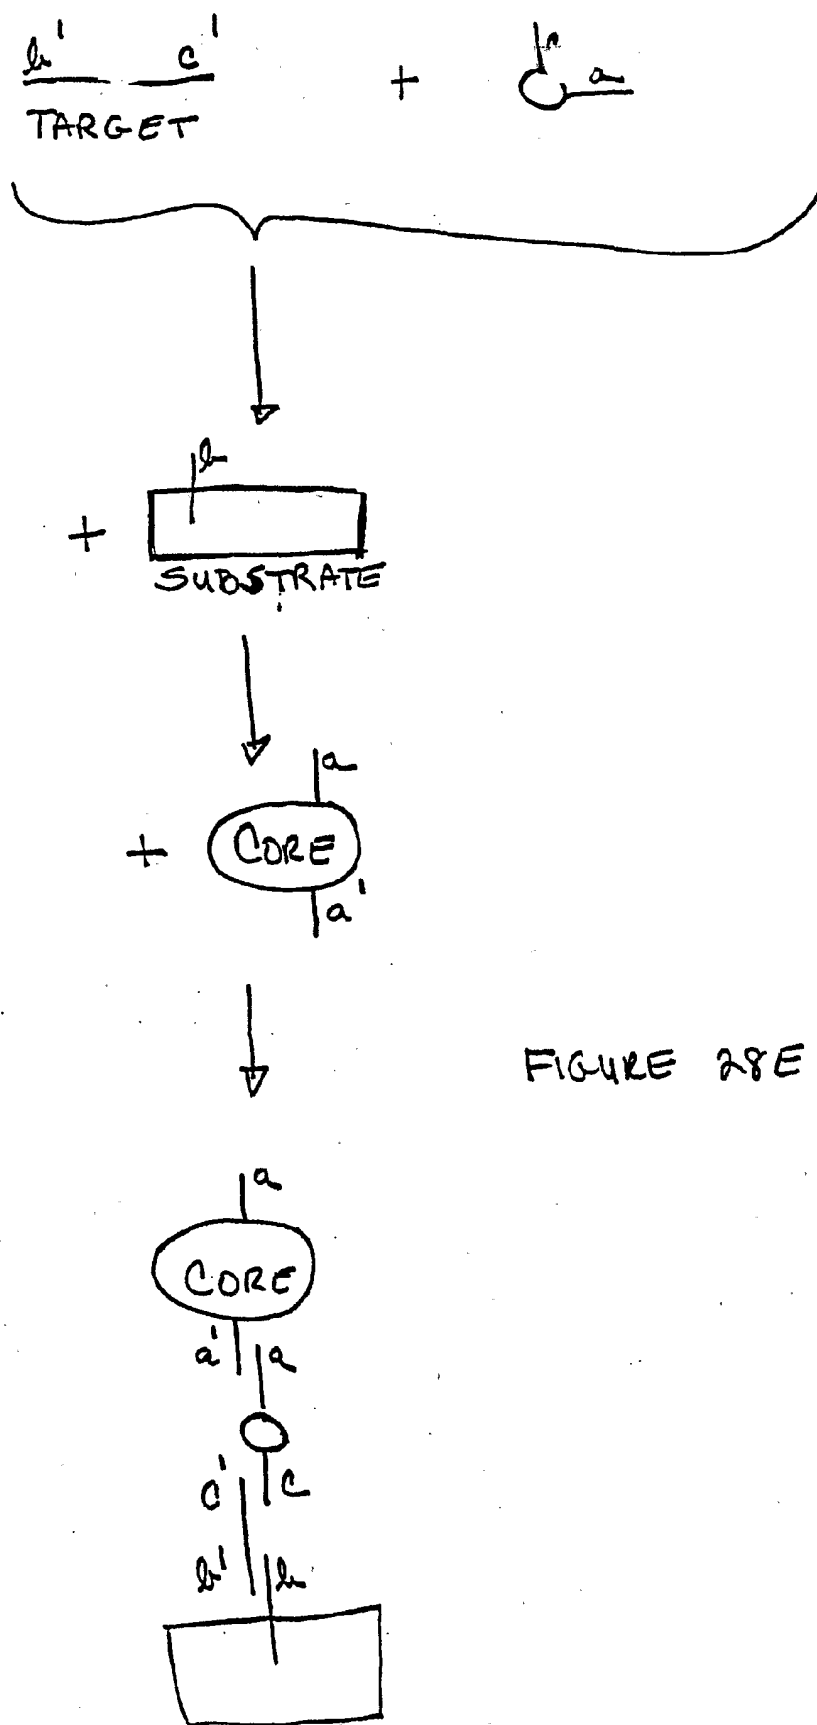 b' c' + c a
TARGET
b
+
SUBSTRATE
a
+ CORE
a'
FIGURE 28E
a
CORE
a' a
c' c
b' b